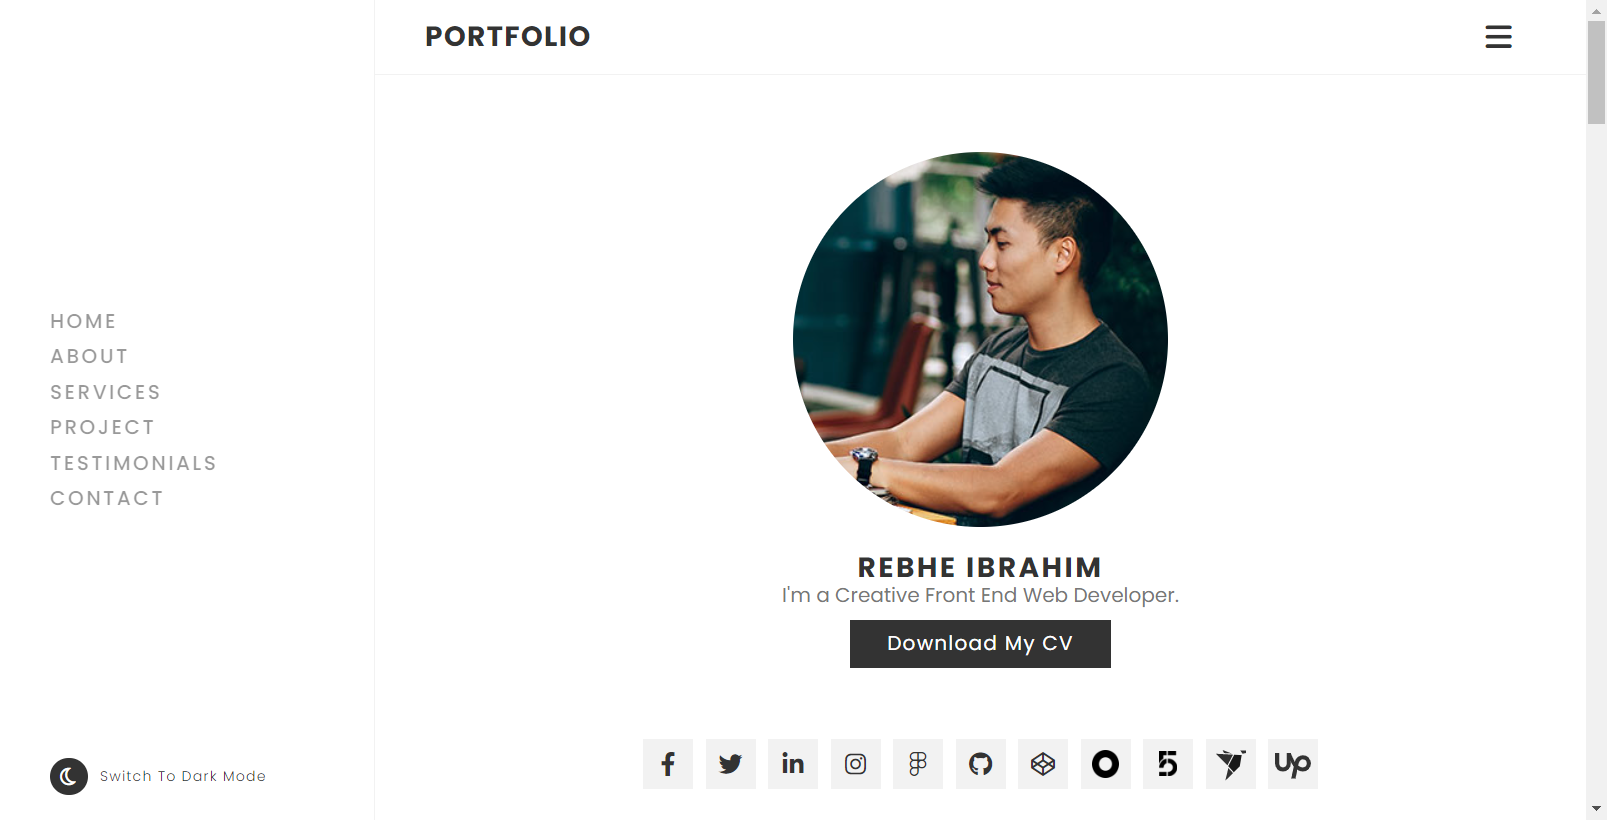 PORTFOLIO
HOME
ABOUT
SERVICES
PROJECT
TESTIMONIALS
CONTACT
Switch To Dark Mode
REBHE IBRAHIM
I'm a Creative Front End Web Developer.
Download My CV